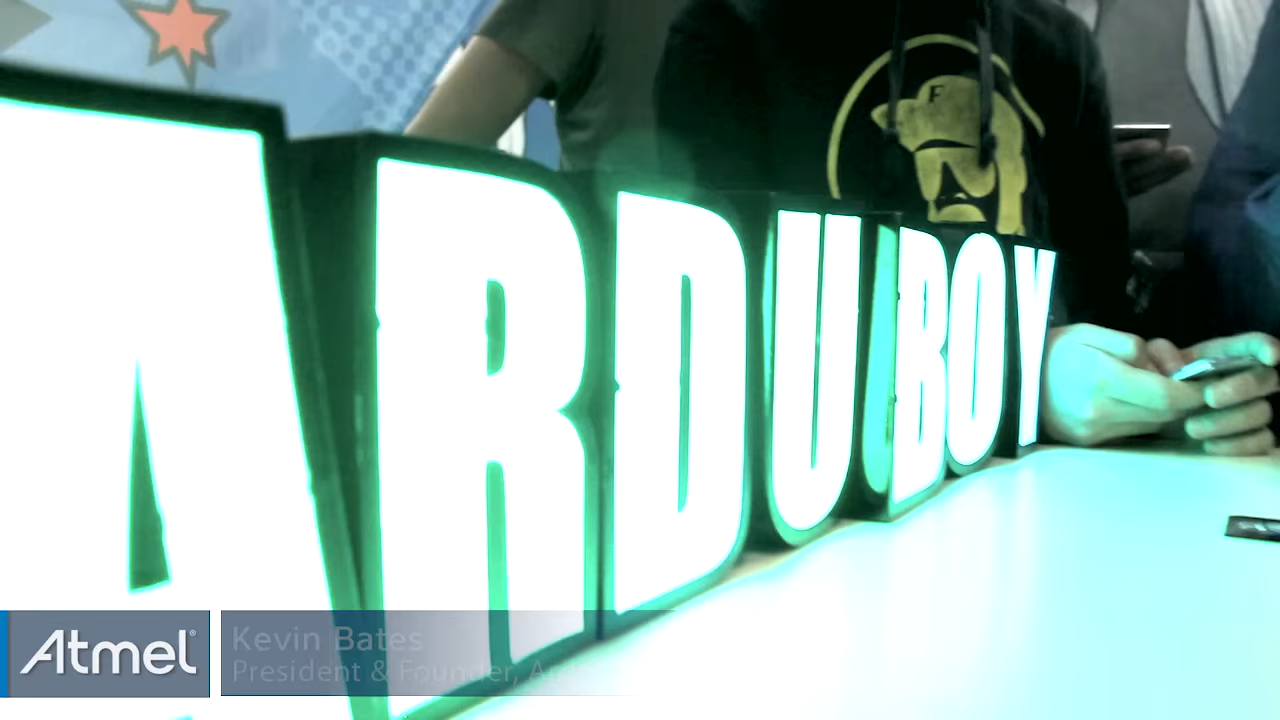 ARDUBOY
F
Atmel
Kevin Bates
President & Founder,